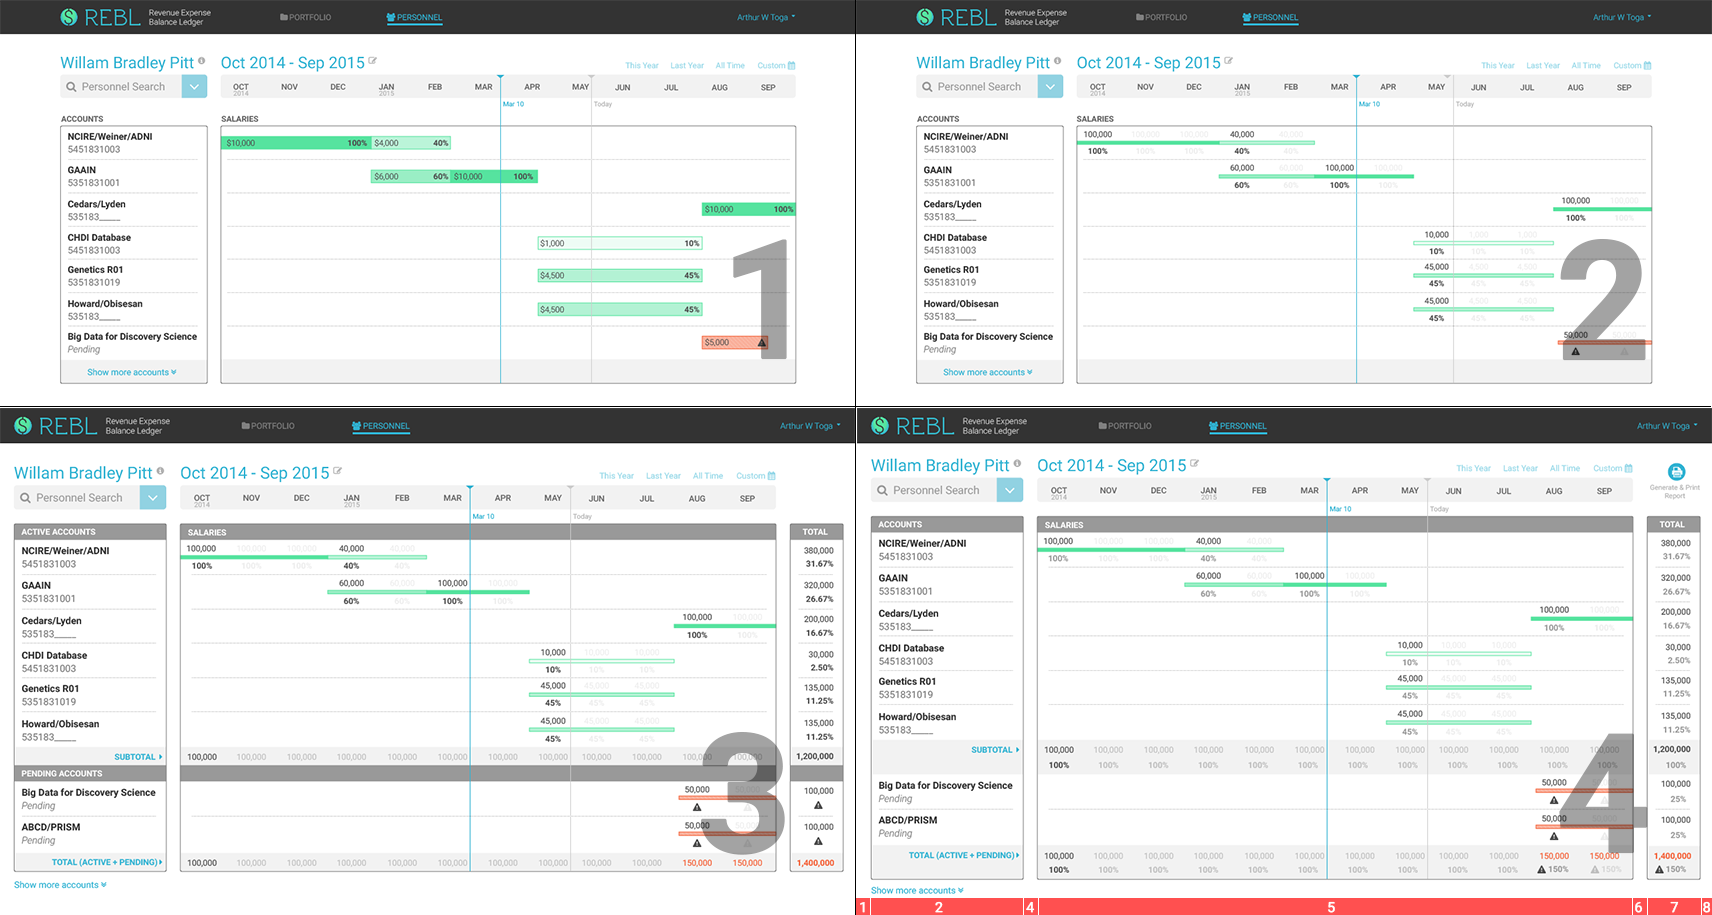 REBL Revenue Expense Balance Ledger PORTFOLIO PERSONNEL Arthur W Toga
Willam Bradley Pitt Oct 2014 - Sep 2015 This Year Last Year All Time Custom
Personnel Search OCT 2014 NOV DEC JAN 2015 FEB MAR APR MAY JUN JUL AUG SEP
Mar 10 Today
ACCOUNTS SALARIES
NCIRE/Weiner/ADNI $10,000 100% $4,000 40%
5451831003
GAAIN $6,000 60% $10,000 100%
5351831001
Cedars/Lyden $10,000 100%
535183____
CHDI Database $1,000 10%
5451831003
Genetics R01 $4,500 45%
5351831019
Howard/Obisesan $4,500 45%
535183____
Big Data for Discovery Science $5,000
Pending
Show more accounts
1
REBL Revenue Expense Balance Ledger PORTFOLIO PERSONNEL Arthur W Toga
Willam Bradley Pitt Oct 2014 - Sep 2015 This Year Last Year All Time Custom
Personnel Search OCT 2014 NOV DEC JAN 2015 FEB MAR APR MAY JUN JUL AUG SEP
Mar 10 Today
ACCOUNTS SALARIES
NCIRE/Weiner/ADNI 100,000 100,000 100,000 40,000 40,000
5451831003 100% 100% 100% 40% 40%
GAAIN 60,000 60,000 100,000 100,000
5351831001 60% 60% 100% 100%
Cedars/Lyden 100,000 100,000
535183____ 100% 100%
CHDI Database 10,000 1,000 1,000
5451831003 10% 10% 10%
Genetics R01 45,000 4,500 4,500
5351831019 45% 45% 45%
Howard/Obisesan 45,000 4,500 4,500
535183____ 45% 45% 45%
Big Data for Discovery Science 50,000 50,000
Pending
Show more accounts
2
REBL Revenue Expense Balance Ledger PORTFOLIO PERSONNEL Arthur W Toga
Willam Bradley Pitt Oct 2014 - Sep 2015 This Year Last Year All Time Custom
Personnel Search OCT 2014 NOV DEC JAN 2015 FEB MAR APR MAY JUN JUL AUG SEP
Mar 10 Today
ACTIVE ACCOUNTS SALARIES TOTAL
NCIRE/Weiner/ADNI 100,000 100,000 100,000 40,000 40,000 380,000
5451831003 100% 100% 100% 40% 40% 31.67%
GAAIN 60,000 60,000 100,000 100,000 320,000
5351831001 60% 60% 100% 100% 26.67%
Cedars/Lyden 100,000 100,000 200,000
535183____ 100% 100% 16.67%
CHDI Database 10,000 10,000 10,000 30,000
5451831003 10% 10% 10% 2.50%
Genetics R01 45,000 45,000 45,000 135,000
5351831019 45% 45% 45% 11.25%
Howard/Obisesan 45,000 45,000 45,000 135,000
535183____ 45% 45% 45% 11.25%
SUBTOTAL 100,000 100,000 100,000 100,000 100,000 100,000 100,000 100,000 100,000 100,000 100,000 100,000 1,200,000
PENDING ACCOUNTS
Big Data for Discovery Science 50,000 50,000 100,000
Pending
ABCD/PRISM 50,000 50,000 100,000
Pending
TOTAL (ACTIVE + PENDING) 100,000 100,000 100,000 100,000 100,000 100,000 100,000 100,000 100,000 100,000 150,000 150,000 1,400,000
Show more accounts
3
REBL Revenue Expense Balance Ledger PORTFOLIO PERSONNEL Arthur W Toga
Willam Bradley Pitt Oct 2014 - Sep 2015 This Year Last Year All Time Custom
Generate & Print Report
Personnel Search OCT 2014 NOV DEC JAN 2015 FEB MAR APR MAY JUN JUL AUG SEP
Mar 10 Today
ACCOUNTS SALARIES TOTAL
NCIRE/Weiner/ADNI 100,000 100,000 100,000 40,000 40,000 380,000
5451831003 100% 100% 100% 40% 40% 31.67%
GAAIN 60,000 60,000 100,000 100,000 320,000
5351831001 60% 60% 100% 100% 26.67%
Cedars/Lyden 100,000 100,000 200,000
535183____ 100% 100% 16.67%
CHDI Database 10,000 10,000 10,000 30,000
5451831003 10% 10% 10% 2.50%
Genetics R01 45,000 45,000 45,000 135,000
5351831019 45% 45% 45% 11.25%
Howard/Obisesan 45,000 45,000 45,000 135,000
535183____ 45% 45% 45% 11.25%
SUBTOTAL 100,000 100,000 100,000 100,000 100,000 100,000 100,000 100,000 100,000 100,000 100,000 100,000 1,200,000
100% 100% 100% 100% 100% 100% 100% 100% 100% 100% 100% 100% 100%
Big Data for Discovery Science 50,000 50,000 100,000
Pending 25%
ABCD/PRISM 50,000 50,000 100,000
Pending 25%
TOTAL (ACTIVE + PENDING) 100,000 100,000 100,000 100,000 100,000 100,000 100,000 100,000 100,000 100,000 150,000 150,000 1,400,000
100% 100% 100% 100% 100% 100% 100% 100% 100% 100% 150% 150% 150%
Show more accounts
4
1 2 4 5 6 7 8